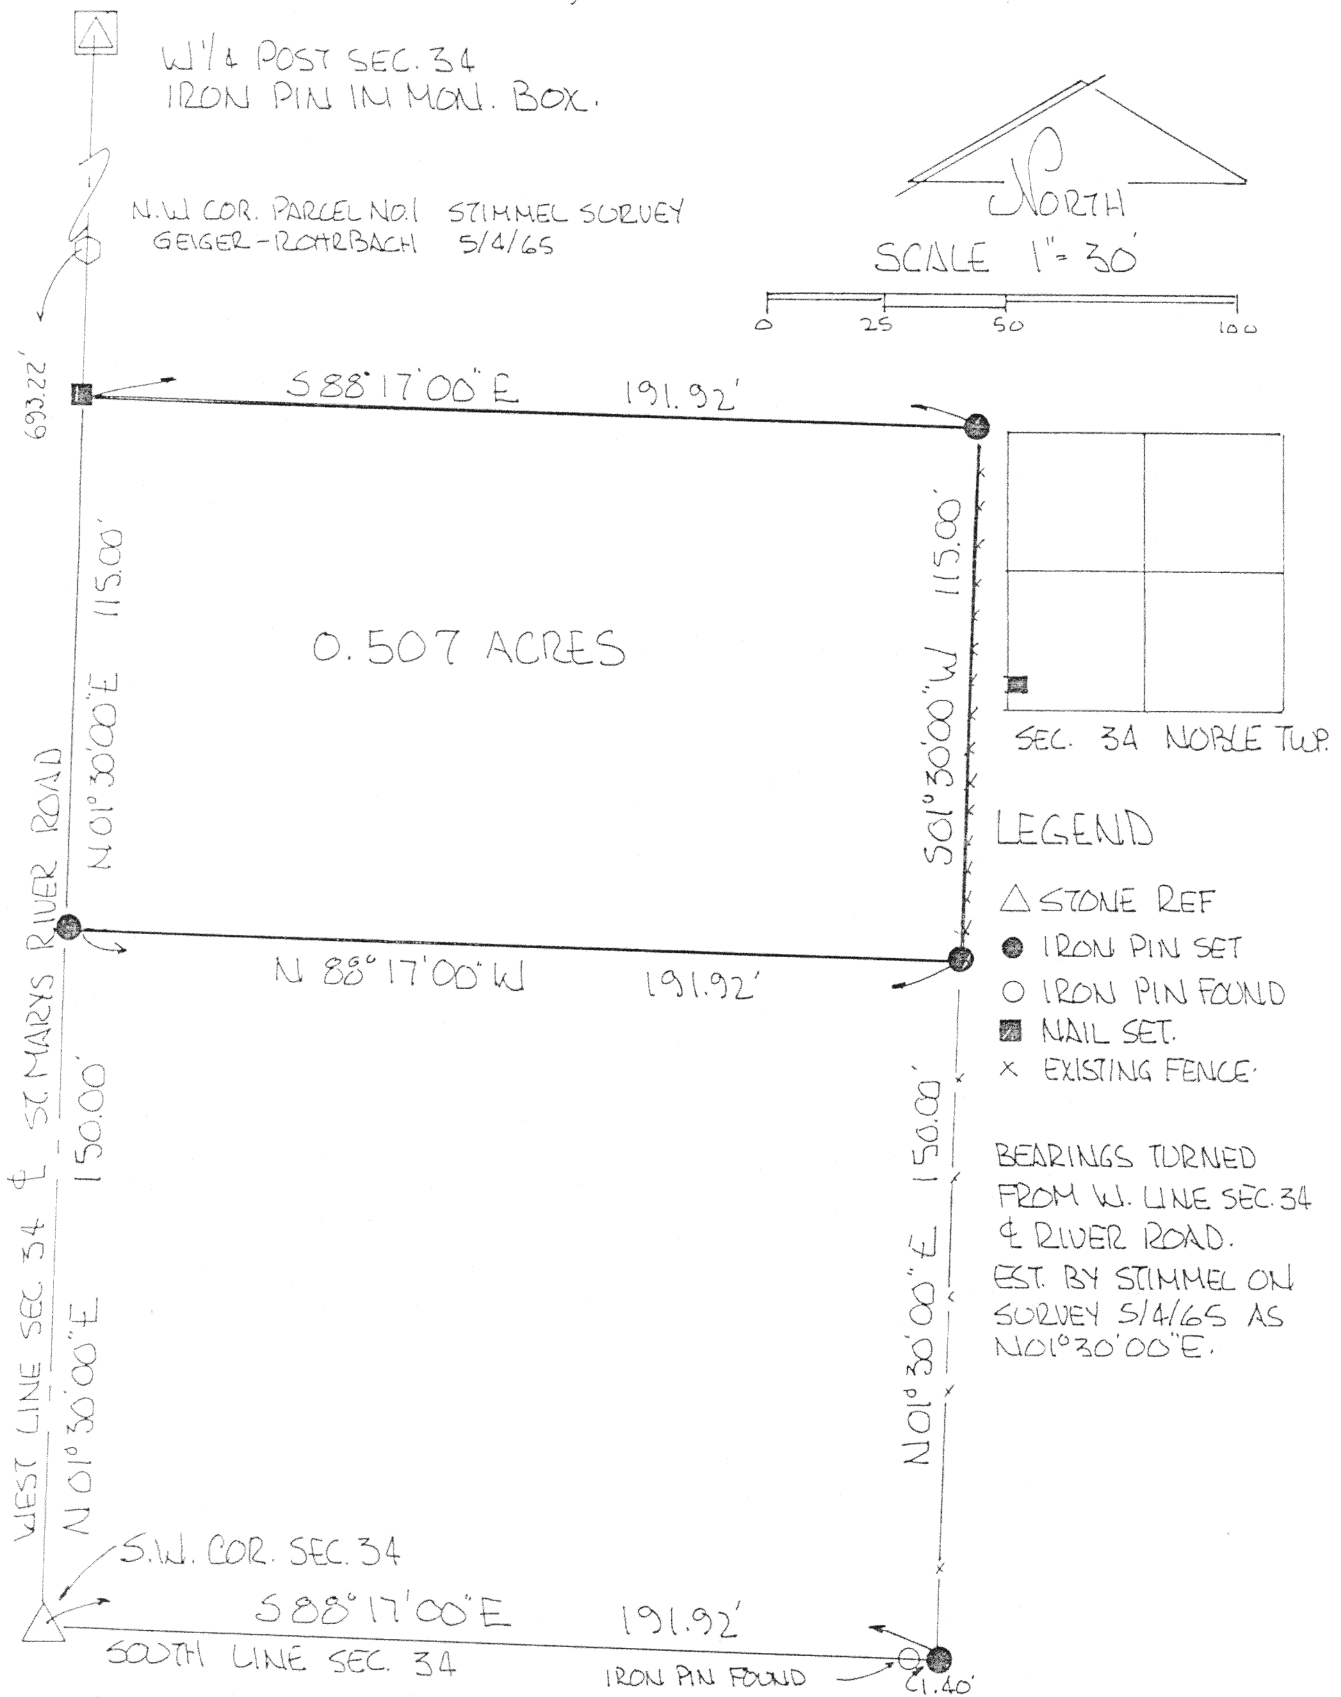 W 1/4 POST SEC. 34
IRON PIN IN MON. BOX.
N.W COR. PARCEL NO.1 STIMMEL SURVEY
GEIGER-ROHRBACH 5/4/65
NORTH
SCALE 1"= 30'
0 25 50 100
693.22'
S 88°17'00"E 191.92'
N 01°30'00"E 115.00'
0.507 ACRES
S 01°30'00"W 115.00'
SEC. 34 NOBLE TWP.
LEGEND
△ STONE REF
● IRON PIN SET
○ IRON PIN FOUND
■ NAIL SET.
x EXISTING FENCE
N 88°17'00"W 191.92'
WEST LINE SEC. 34 ℄ ST. MARYS RIVER ROAD
N 01°30'00"E 150.00'
N 01°30'00"E 150.00'
BEARINGS TURNED
FROM W. LINE SEC. 34
℄ RIVER ROAD.
EST. BY STIMMEL ON
SURVEY 5/4/65 AS
N01°30'00"E.
S.W. COR. SEC. 34
S 88°17'00"E 191.92'
SOUTH LINE SEC. 34
IRON PIN FOUND
1.40'